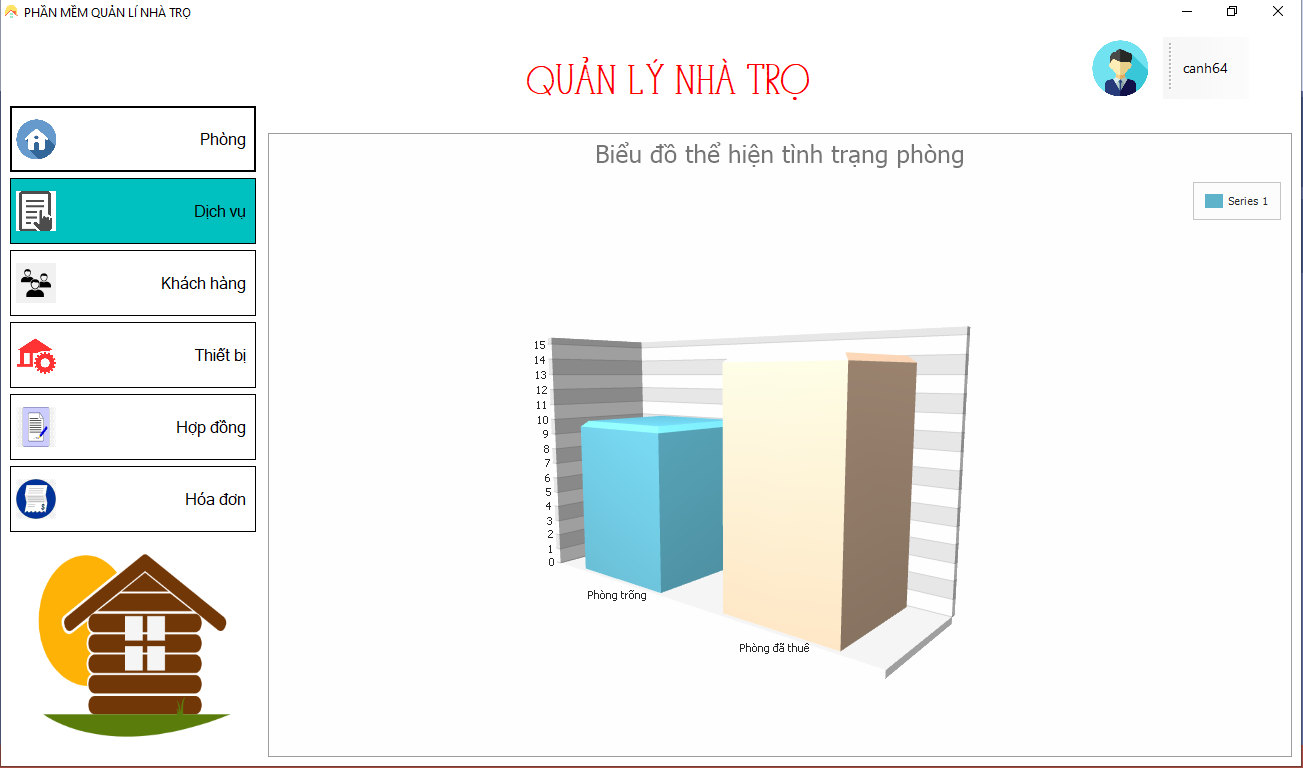 PHẦN MỀM QUẢN LÍ NHÀ TRỌ
QUẢN LÝ NHÀ TRỌ
canh64
Phòng
Dịch vụ
Khách hàng
Thiết bị
Hợp đồng
Hóa đơn
Biểu đồ thể hiện tình trạng phòng
Series 1
15
14
13
12
11
10
9
8
7
6
5
4
3
2
1
0
Phòng trống
Phòng đã thuê